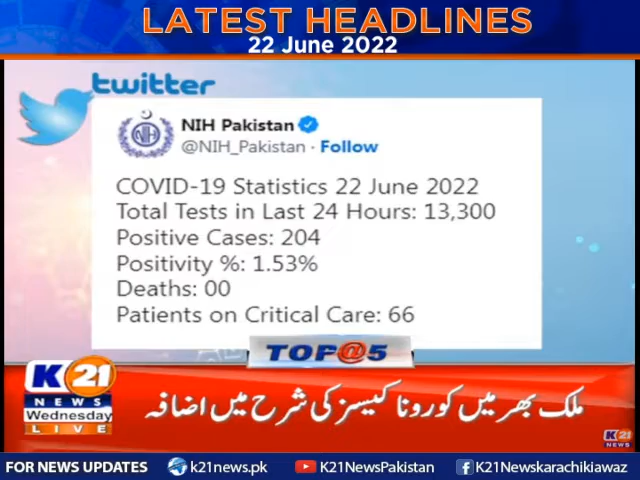 LATEST HEADLINES
22 June 2022
twitter
NIH
NIH Pakistan
@NIH_Pakistan · Follow
COVID-19 Statistics 22 June 2022
Total Tests in Last 24 Hours: 13,300
Positive Cases: 204
Positivity %: 1.53%
Deaths: 00
Patients on Critical Care: 66
TOP@5
K21
NEWS
Wednesday
LIVE
ملک بھر میں کورونا کیسز کی شرح میں اضافہ
K21
NEWS
FOR NEWS UPDATES k21news.pk K21NewsPakistan K21Newskarachikiawaz